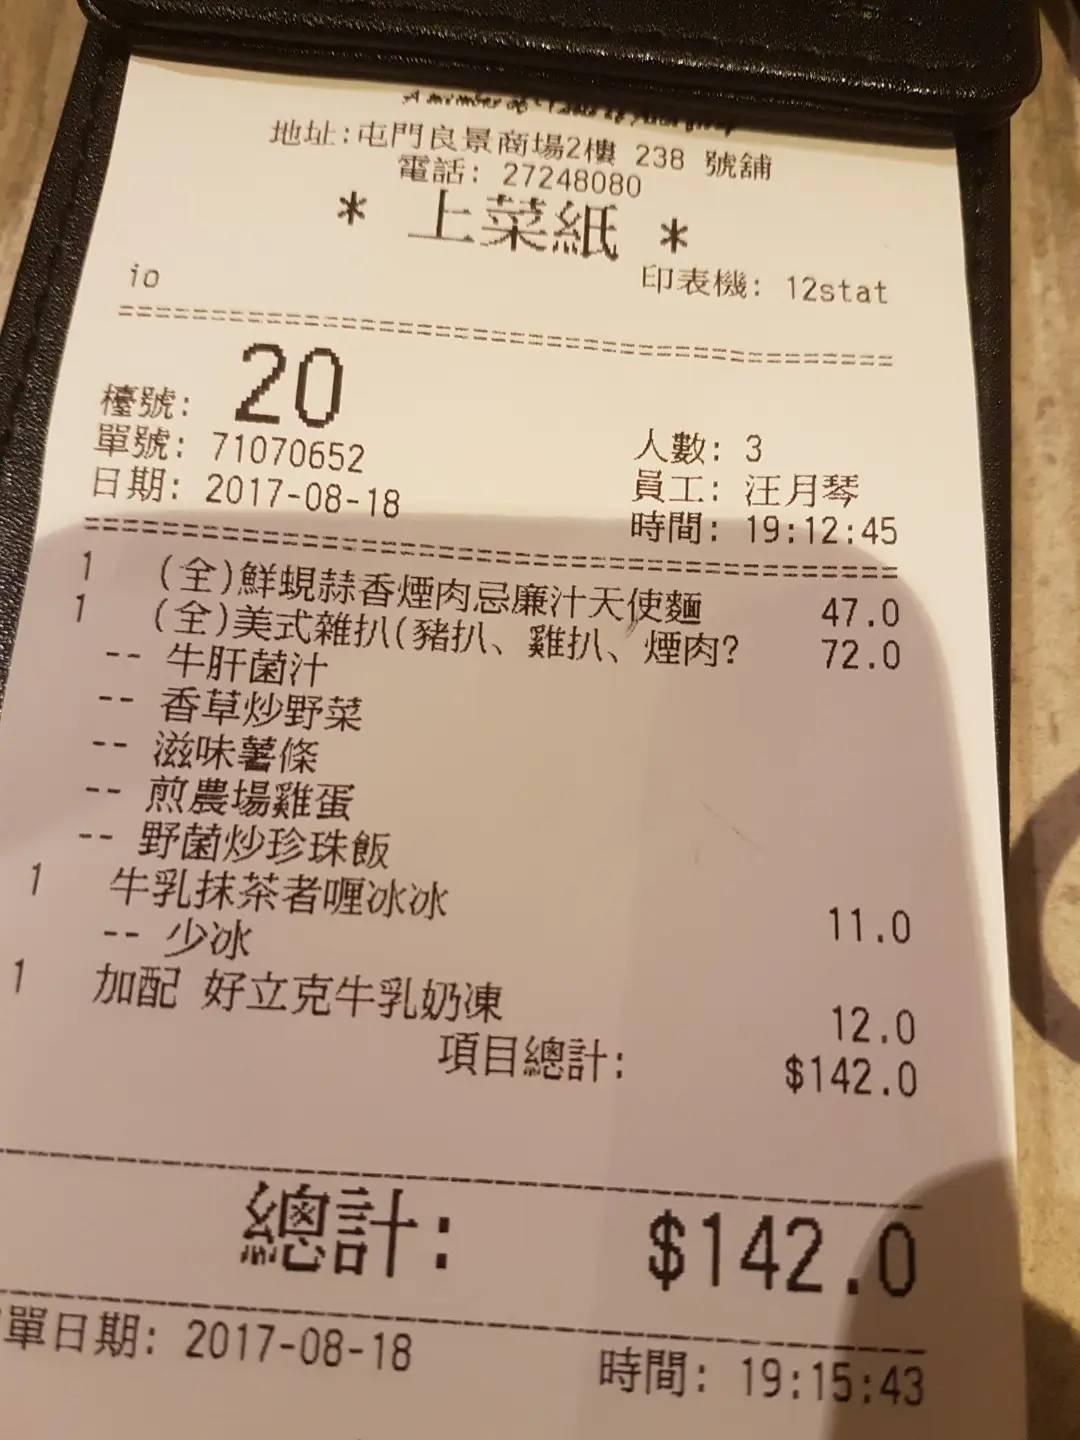 A member of
地址:屯門良景商場2樓 238 號舖
電話: 27248080
* 上菜紙 *
io 印表機: 12stat
檯號: 20
單號: 71070652 人數: 3
日期: 2017-08-18 員工: 汪月琴
時間: 19:12:45
1 (全)鮮蜆蒜香煙肉忌廉汁天使麵 47.0
1 (全)美式雜扒(豬扒、雞扒、煙肉? 72.0
-- 牛肝菌汁
-- 香草炒野菜
-- 滋味薯條
-- 煎農場雞蛋
-- 野菌炒珍珠飯
1 牛乳抹茶者喱冰冰 11.0
-- 少冰
1 加配 好立克牛乳奶凍 12.0
項目總計: $142.0
總計: $142.0
單日期: 2017-08-18 時間: 19:15:43